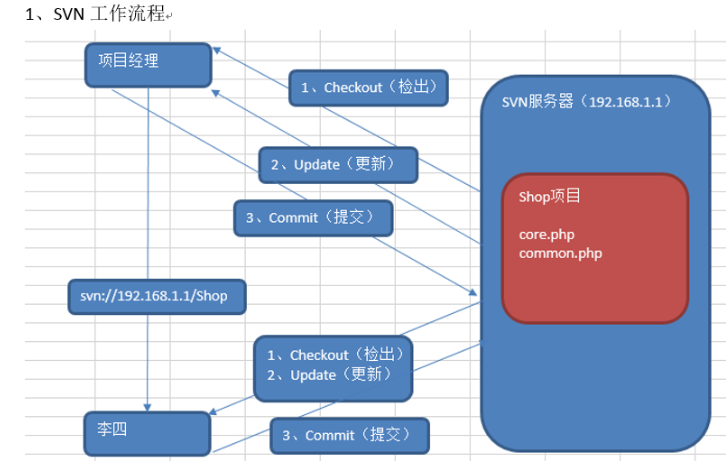 1、SVN 工作流程
项目经理
1、Checkout（检出）
SVN服务器（192.168.1.1）
2、Update（更新）
Shop项目
3、Commit（提交）
core.php
common.php
svn://192.168.1.1/Shop
1、Checkout（检出）
2、Update（更新）
李四
3、Commit（提交）